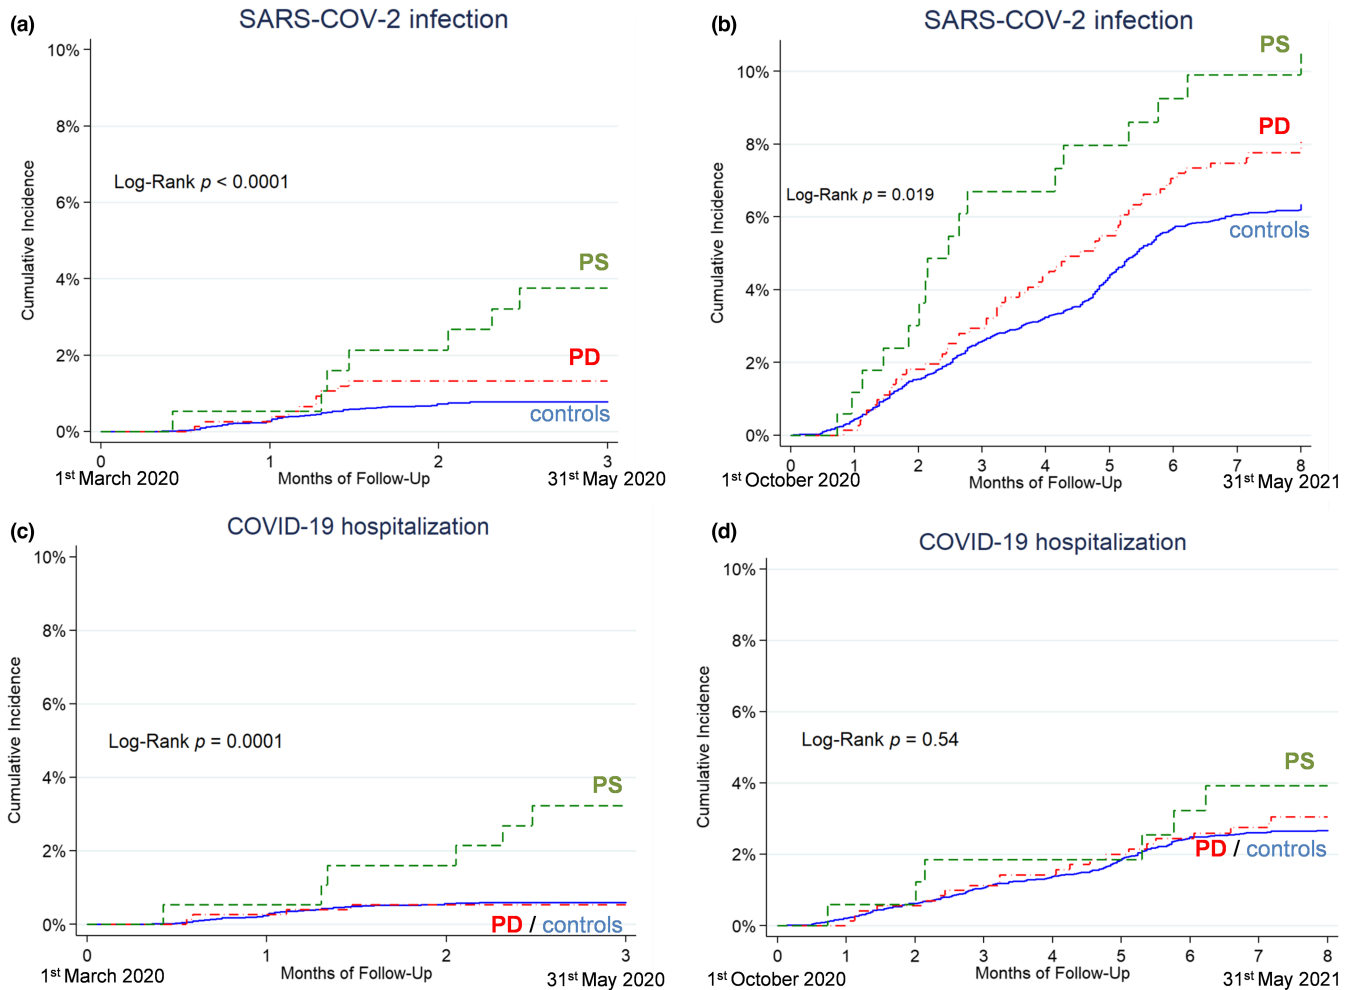 (a)
SARS-COV-2 infection
10%
8%
6%
4%
2%
0%
Cumulative Incidence
Log-Rank p < 0.0001
PS
PD
controls
0 1 2 3
1st March 2020 Months of Follow-Up 31st May 2020
(b)
SARS-COV-2 infection
10%
8%
6%
4%
2%
0%
Cumulative Incidence
Log-Rank p = 0.019
PS
PD
controls
0 1 2 3 4 5 6 7 8
1st October 2020 Months of Follow-Up 31st May 2021
(c)
COVID-19 hospitalization
10%
8%
6%
4%
2%
0%
Cumulative Incidence
Log-Rank p = 0.0001
PS
PD / controls
0 1 2 3
1st March 2020 Months of Follow-Up 31st May 2020
(d)
COVID-19 hospitalization
10%
8%
6%
4%
2%
0%
Cumulative Incidence
Log-Rank p = 0.54
PS
PD / controls
0 1 2 3 4 5 6 7 8
1st October 2020 Months of Follow-Up 31st May 2021